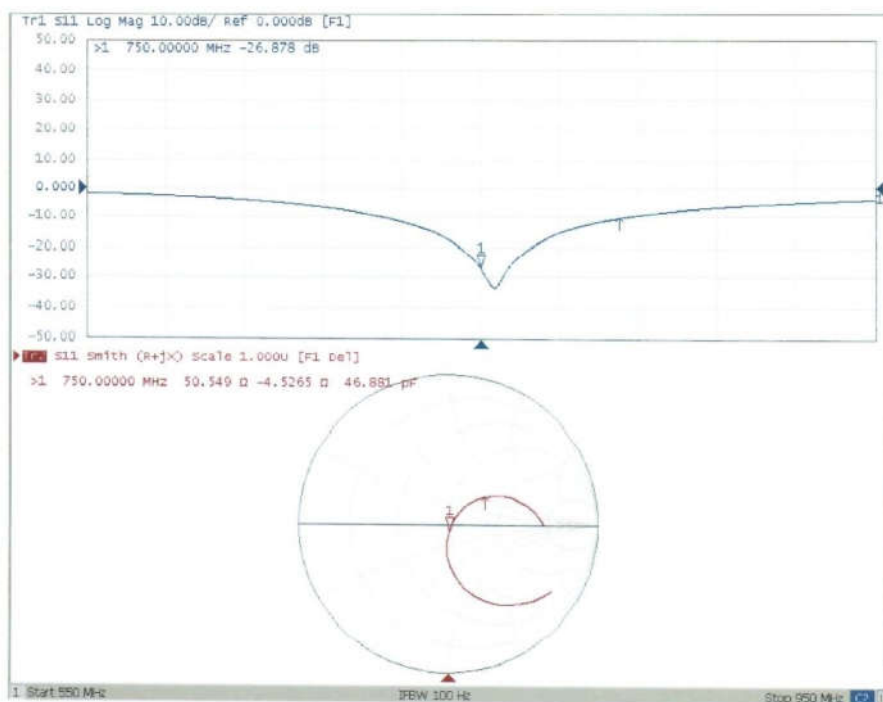 Tr1 S11 Log Mag 10.00dB/ Ref 0.000dB [F1]
50.00
>1 750.00000 MHz -26.878 dB
40.00
30.00
20.00
10.00
0.000
1
-10.00
1
-20.00
-30.00
-40.00
-50.00
S11 Smith (R+jX) Scale 1.000U [F1 Del]
>1 750.00000 MHz 50.549 Ω -4.5265 Ω 46.881 pF
1
1 Start 550 MHz IFBW 100 Hz Stop 950 MHz C2